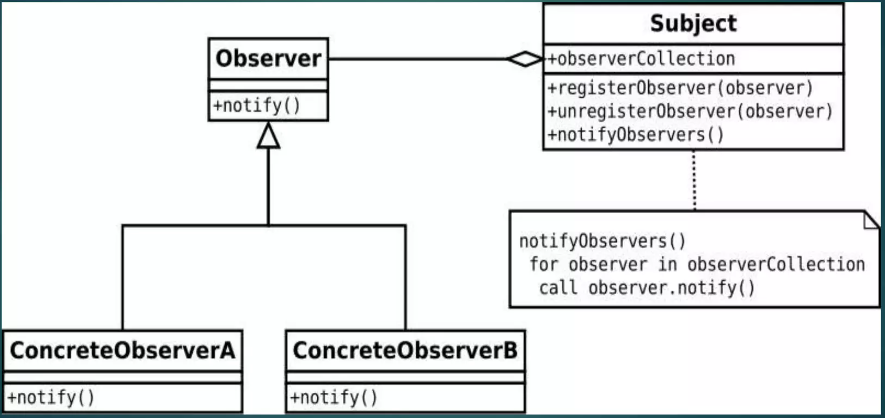 Observer
+notify()
Subject
+observerCollection
+registerObserver(observer)
+unregisterObserver(observer)
+notifyObservers()
notifyObservers()
for observer in observerCollection
call observer.notify()
ConcreteObserverA
+notify()
ConcreteObserverB
+notify()